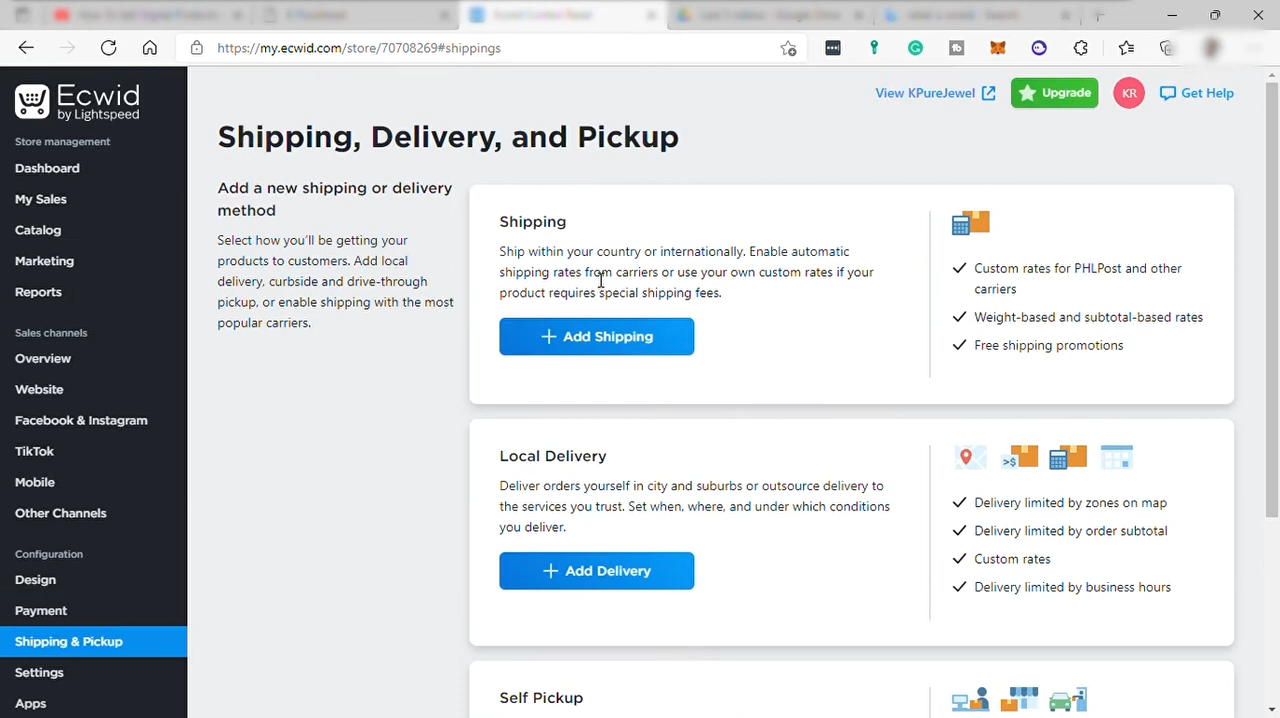 https://my.ecwid.com/store/70708269#shippings
Ecwid
by Lightspeed
View KPureJewel
Upgrade
KR
Get Help
Store management
Dashboard
My Sales
Catalog
Marketing
Reports
Sales channels
Overview
Website
Facebook & Instagram
TikTok
Mobile
Other Channels
Configuration
Design
Payment
Shipping & Pickup
Settings
Apps
Shipping, Delivery, and Pickup
Add a new shipping or delivery
method
Select how you'll be getting your
products to customers. Add local
delivery, curbside and drive-through
pickup, or enable shipping with the most
popular carriers.
Shipping
Ship within your country or internationally. Enable automatic
shipping rates from carriers or use your own custom rates if your
product requires special shipping fees.
Add Shipping
Custom rates for PHLPost and other
carriers
Weight-based and subtotal-based rates
Free shipping promotions
Local Delivery
Deliver orders yourself in city and suburbs or outsource delivery to
the services you trust. Set when, where, and under which conditions
you deliver.
Add Delivery
>$
Delivery limited by zones on map
Delivery limited by order subtotal
Custom rates
Delivery limited by business hours
Self Pickup